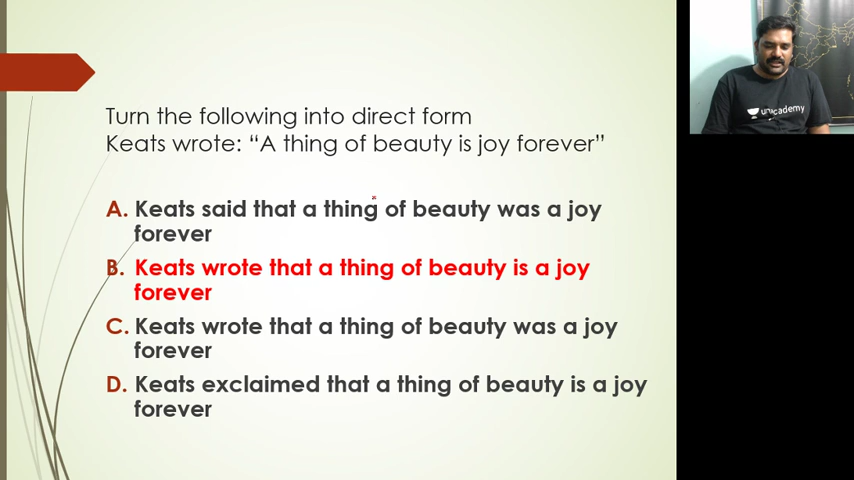 Turn the following into direct form
Keats wrote: “A thing of beauty is joy forever”
A. Keats said that a thing of beauty was a joy
forever
B. Keats wrote that a thing of beauty is a joy
forever
C. Keats wrote that a thing of beauty was a joy
forever
D. Keats exclaimed that a thing of beauty is a joy
forever
unacademy